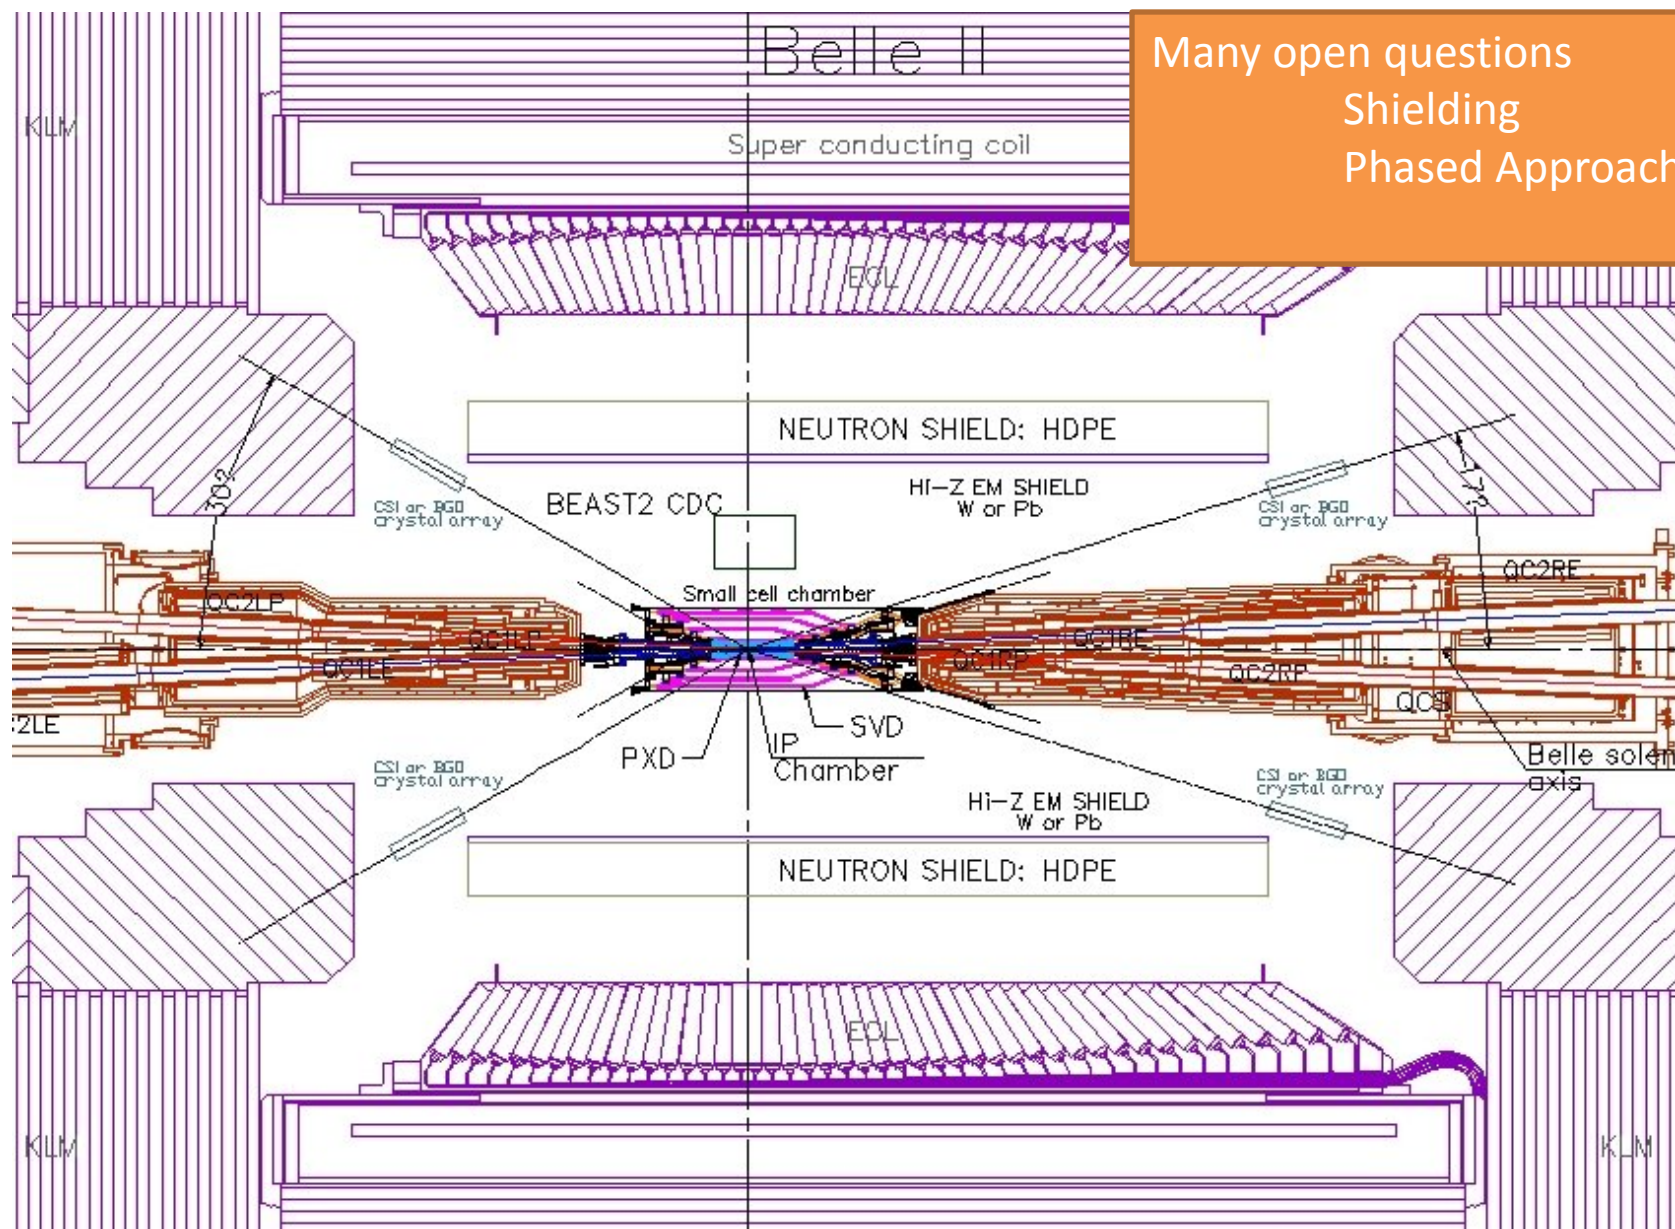 Belle II
Many open questions
Shielding
Phased Approach
KLM
Super conducting coil
ECL
NEUTRON SHIELD: HDPE
302
HI-Z EM SHIELD
W or Pb
BEAST2 CDC
CSI or BGO
crystal array
CSI or BGO
crystal array
QC2RE
QC2LP
Small cell chamber
QC1LP
QC1RE
QC1LE
QC1RP
QC2RP
QCS
SVD
PXD
IP
Chamber
Belle solen
axis
CSI or BGO
crystal array
CSI or BGO
crystal array
HI-Z EM SHIELD
W or Pb
NEUTRON SHIELD: HDPE
ECL
KLM
KLM